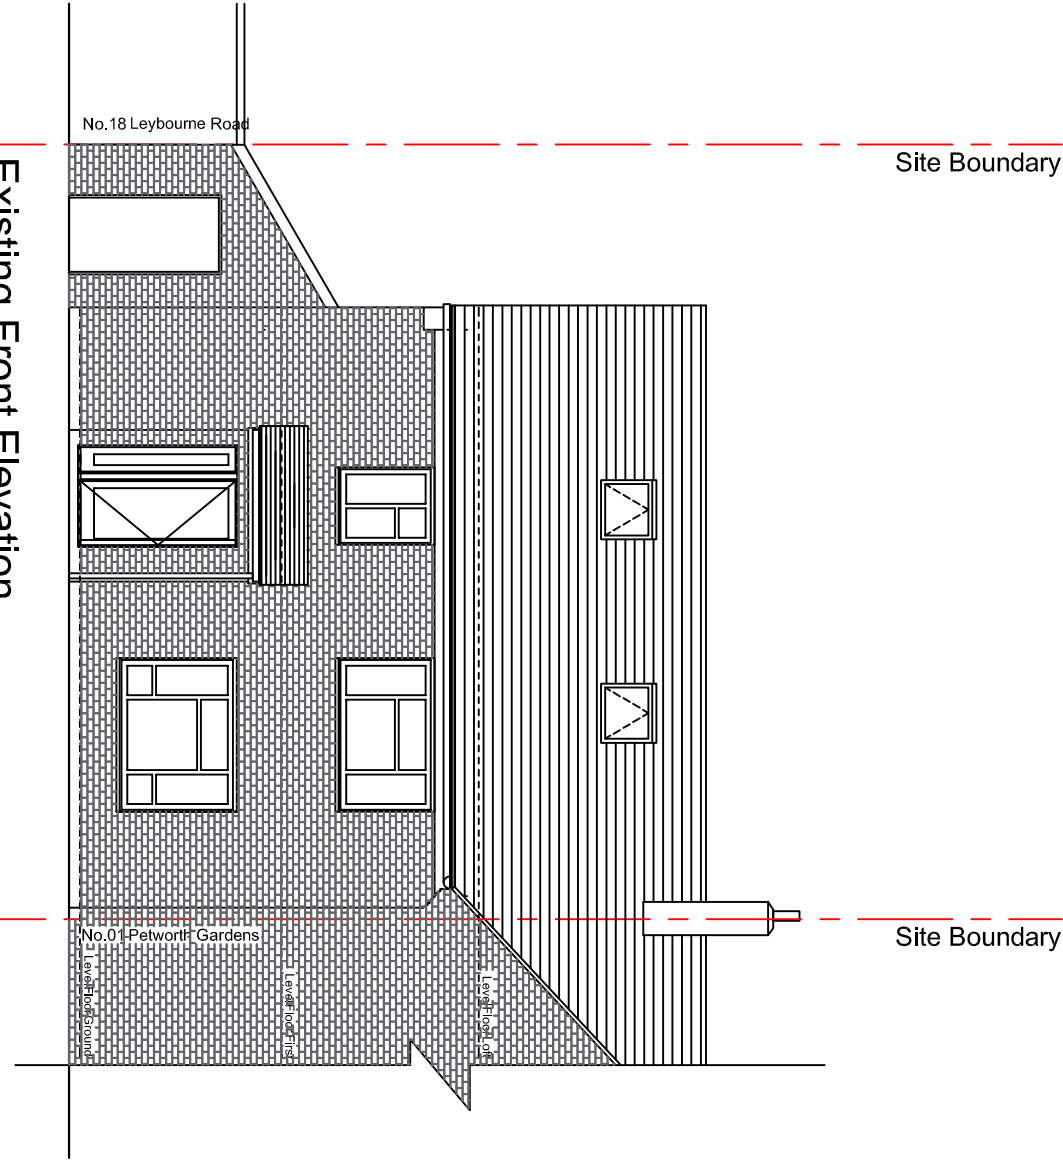 No.18 Leybourne Road
Site Boundary
Existing Front Elevation
Site Boundary
No.01 Petworth Gardens
Level Floor Ground
Level Floor First
Level Floor Loft